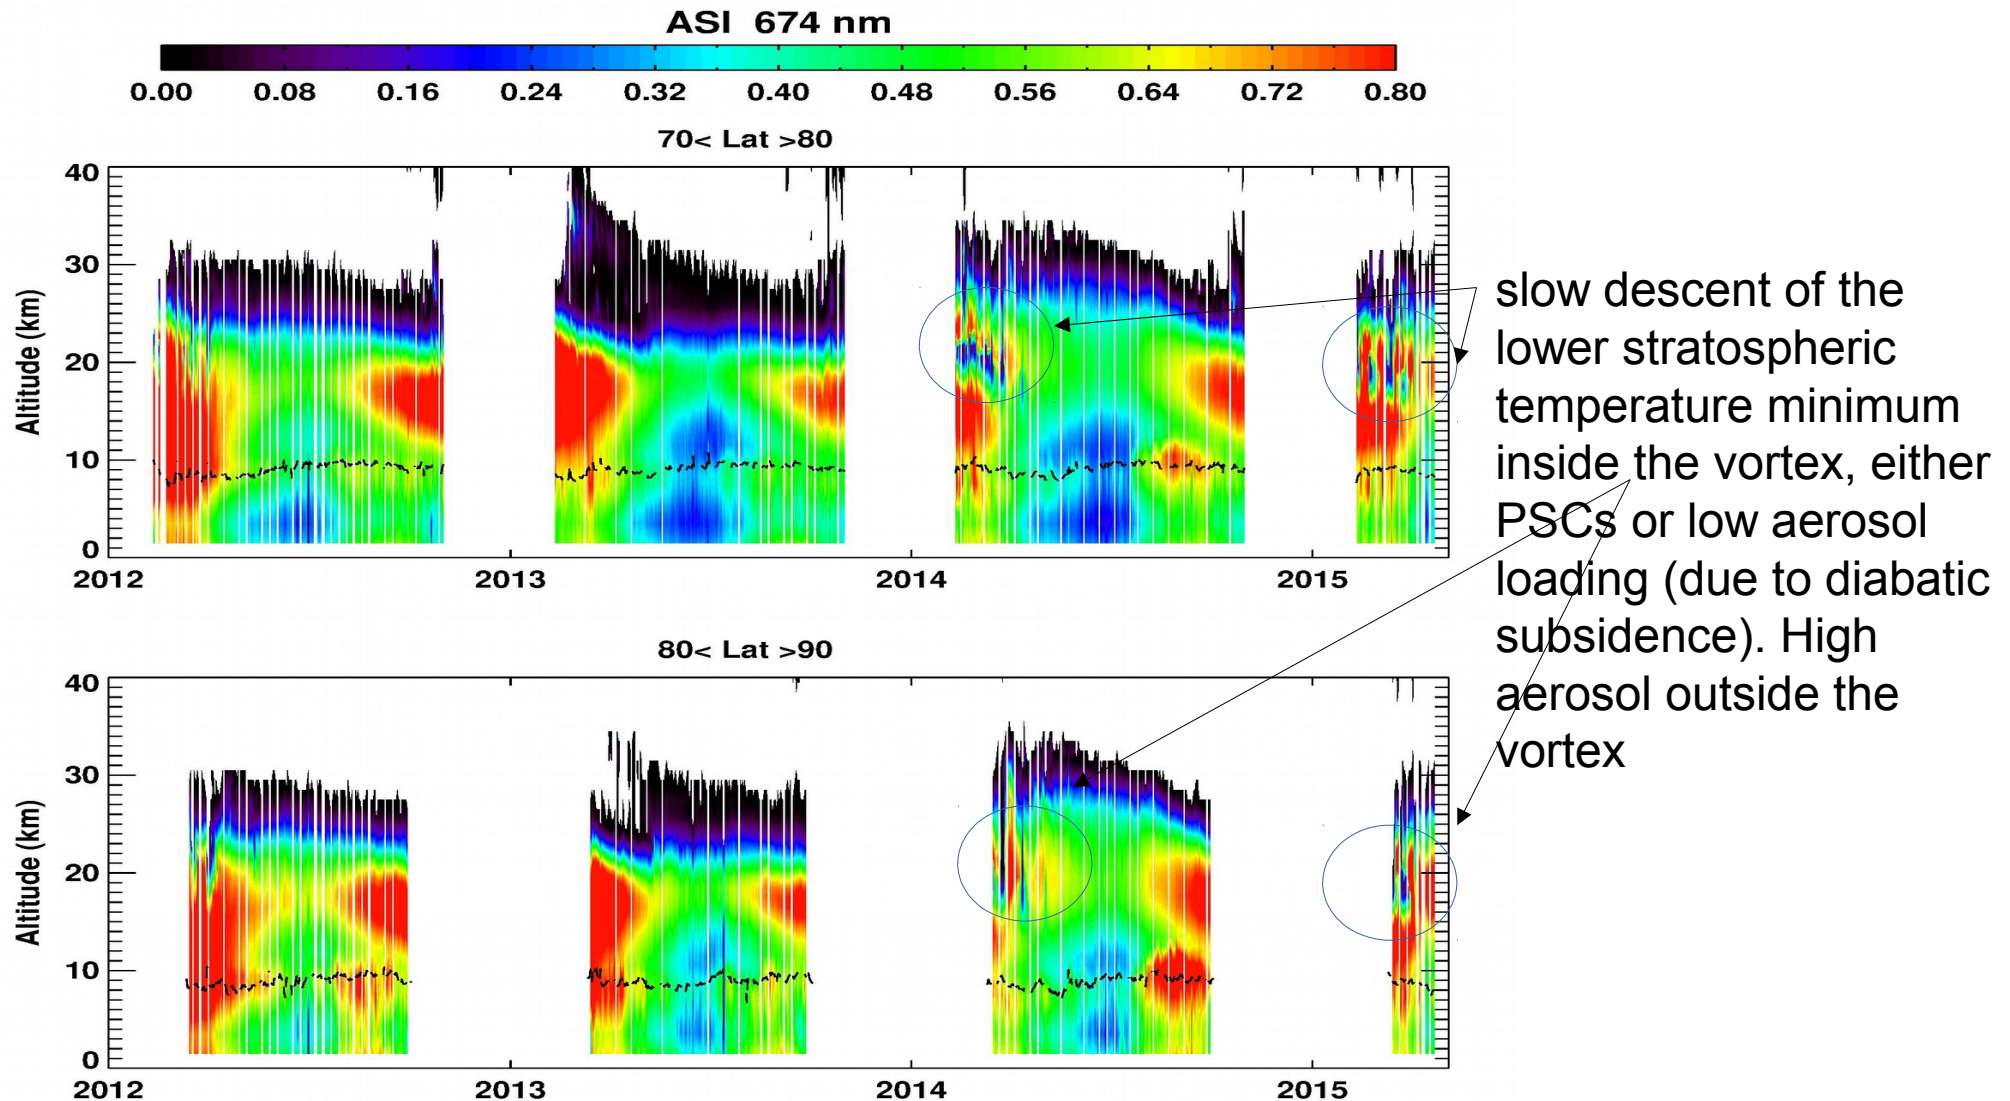 ASI 674 nm
0.00 0.08 0.16 0.24 0.32 0.40 0.48 0.56 0.64 0.72 0.80
70< Lat >80
Altitude (km)
40
30
20
10
0
2012 2013 2014 2015
80< Lat >90
Altitude (km)
40
30
20
10
0
2012 2013 2014 2015
slow descent of the
lower stratospheric
temperature minimum
inside the vortex, either
PSCs or low aerosol
loading (due to diabatic
subsidence). High
aerosol outside the
vortex